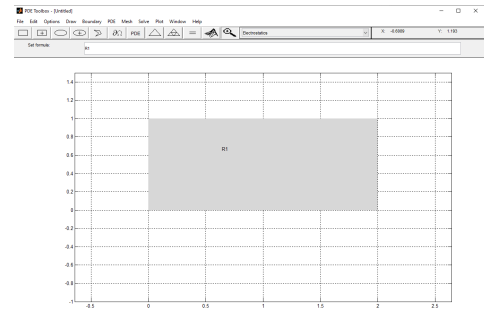 PDE Toolbox - [Untitled]
File Edit Options Draw Boundary PDE Mesh Solve Plot Window Help
∂Ω PDE = Electrostatics X: -0.6569 Y: 1.193
Set formula: R1
1.4
1.2
1
0.8
R1
0.6
0.4
0.2
0
-0.2
-0.4
-0.6
-0.8
-1
-0.5 0 0.5 1 1.5 2 2.5